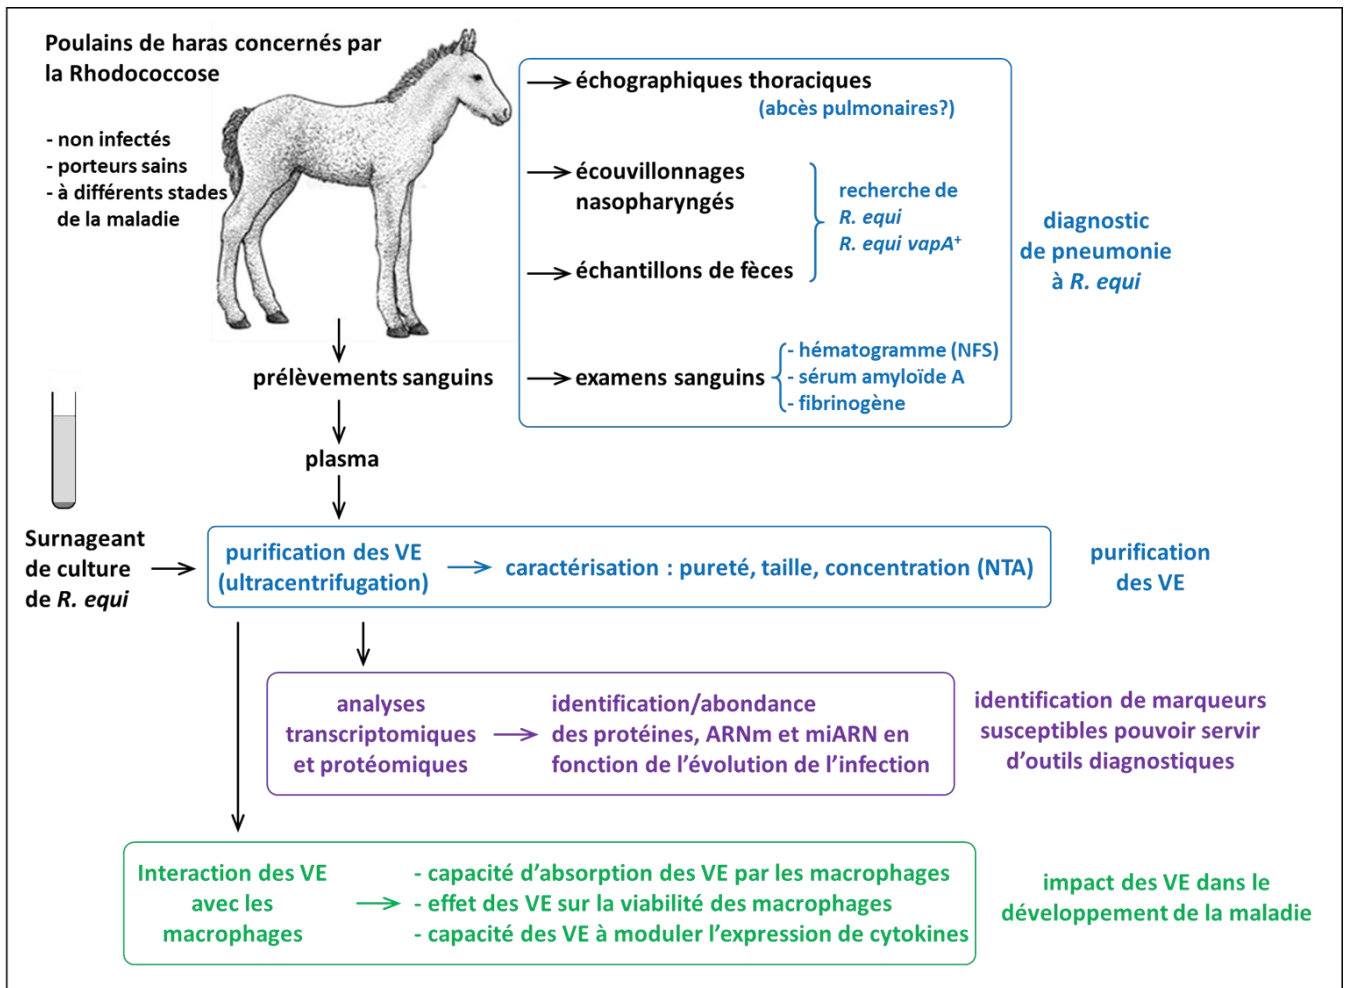 Poulains de haras concernés par
la Rhodococcose
- non infectés
- porteurs sains
- à différents stades
de la maladie
échographiques thoraciques
(abcès pulmonaires?)
écouvillonnages
nasopharyngés
échantillons de fèces
recherche de
R. equi
R. equi vapA⁺
diagnostic
de pneumonie
à R. equi
prélèvements sanguins
examens sanguins
- hématogramme (NFS)
- sérum amyloïde A
- fibrinogène
plasma
Surnageant
de culture
de R. equi
purification des VE
(ultracentrifugation)
caractérisation : pureté, taille, concentration (NTA)
purification
des VE
analyses
transcriptomiques
et protéomiques
identification/abondance
des protéines, ARNm et miARN en
fonction de l’évolution de l’infection
identification de marqueurs
susceptibles pouvoir servir
d’outils diagnostiques
Interaction des VE
avec les
macrophages
- capacité d’absorption des VE par les macrophages
- effet des VE sur la viabilité des macrophages
- capacité des VE à moduler l’expression de cytokines
impact des VE dans le
développement de la maladie